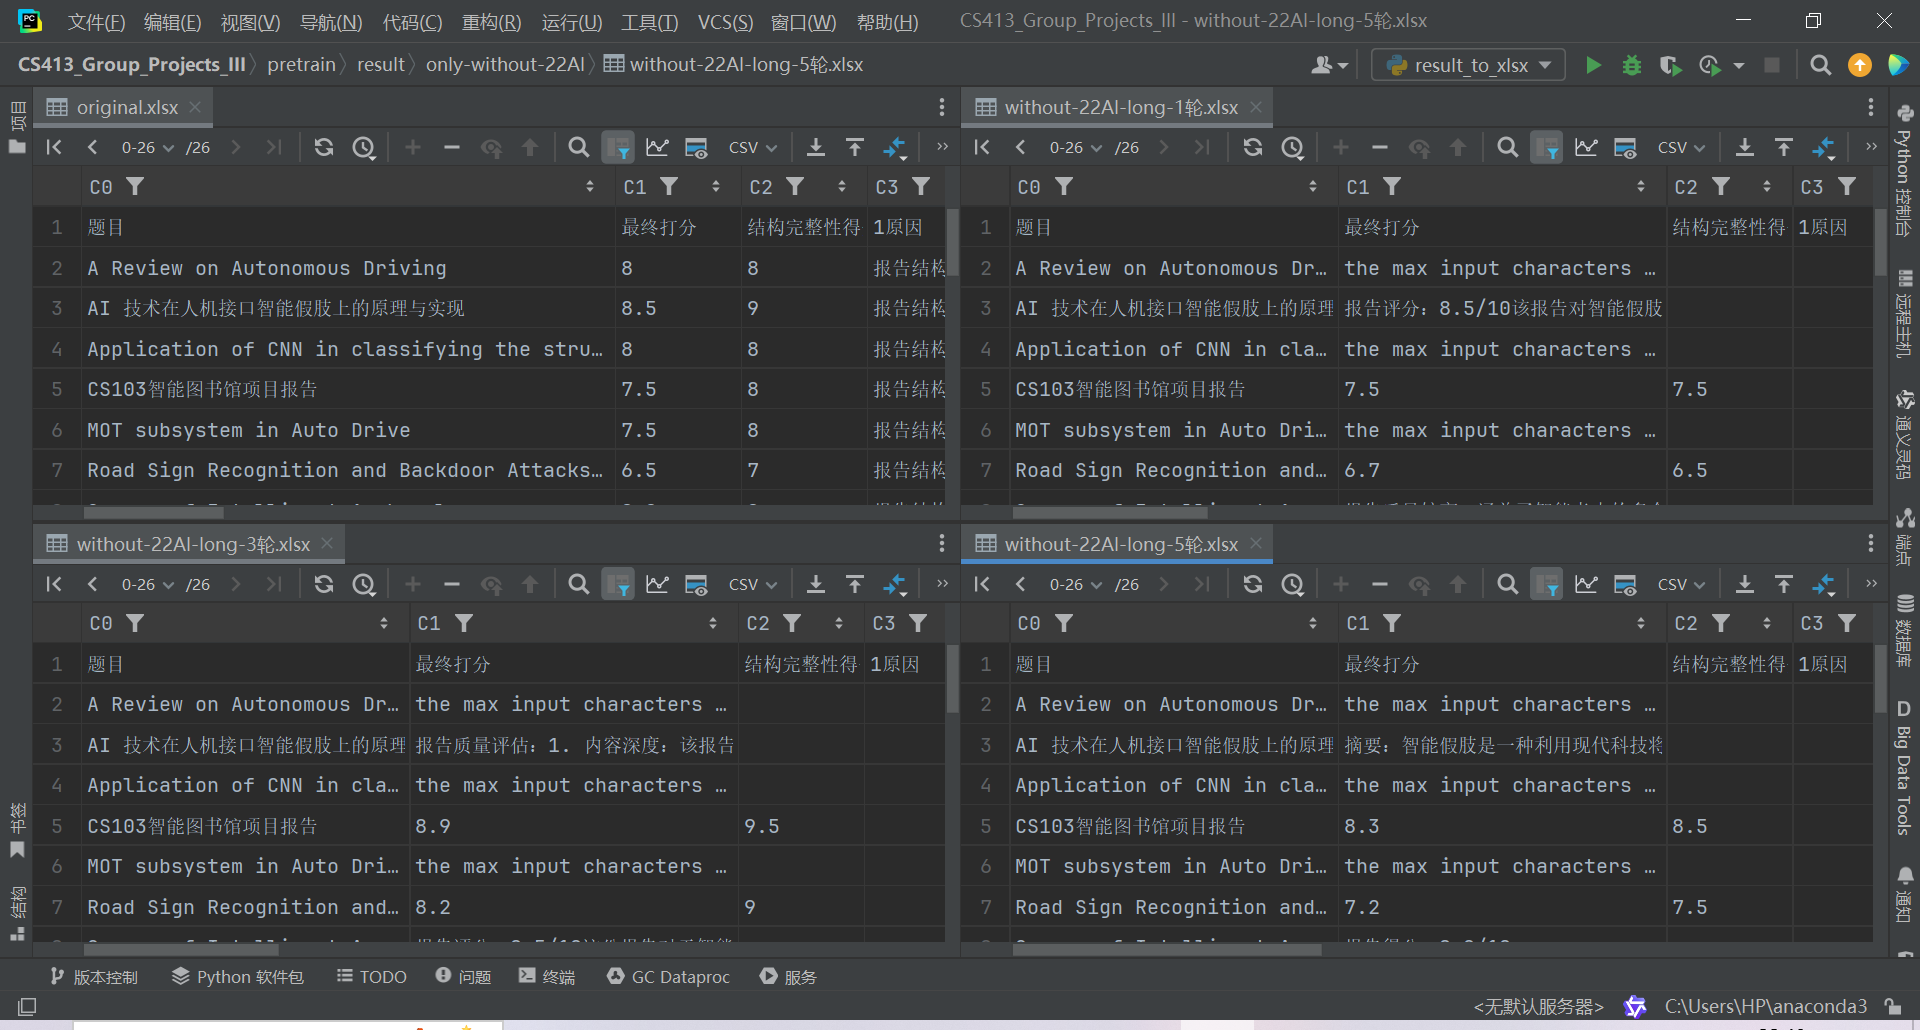 文件(F) 编辑(E) 视图(V) 导航(N) 代码(C) 重构(R) 运行(U) 工具(T) VCS(S) 窗口(W) 帮助(H) CS413_Group_Projects_III - without-22AI-long-5轮.xlsx
CS413_Group_Projects_III pretrain result only-without-22AI without-22AI-long-5轮.xlsx result_to_xlsx
original.xlsx
0-26 /26 CSV
C0 C1 C2 C3
1 题目 最终打分 结构完整性得 1原因
2 A Review on Autonomous Driving 8 8 报告结构
3 AI 技术在人机接口智能假肢上的原理与实现 8.5 9 报告结构
4 Application of CNN in classifying the stru… 8 8 报告结构
5 CS103智能图书馆项目报告 7.5 8 报告结构
6 MOT subsystem in Auto Drive 7.5 8 报告结构
7 Road Sign Recognition and Backdoor Attacks… 6.5 7 报告结构
without-22AI-long-1轮.xlsx
0-26 /26 CSV
C0 C1 C2 C3
1 题目 最终打分 结构完整性得 1原因
2 A Review on Autonomous Dr… the max input characters …
3 AI 技术在人机接口智能假肢上的原理 报告评分：8.5/10该报告对智能假肢
4 Application of CNN in cla… the max input characters …
5 CS103智能图书馆项目报告 7.5 7.5
6 MOT subsystem in Auto Dri… the max input characters …
7 Road Sign Recognition and… 6.7 6.5
without-22AI-long-3轮.xlsx
0-26 /26 CSV
C0 C1 C2 C3
1 题目 最终打分 结构完整性得 1原因
2 A Review on Autonomous Dr… the max input characters …
3 AI 技术在人机接口智能假肢上的原理 报告质量评估：1. 内容深度：该报告
4 Application of CNN in cla… the max input characters …
5 CS103智能图书馆项目报告 8.9 9.5
6 MOT subsystem in Auto Dri… the max input characters …
7 Road Sign Recognition and… 8.2 9
without-22AI-long-5轮.xlsx
0-26 /26 CSV
C0 C1 C2 C3
1 题目 最终打分 结构完整性得 1原因
2 A Review on Autonomous Dr… the max input characters …
3 AI 技术在人机接口智能假肢上的原理 摘要：智能假肢是一种利用现代科技将
4 Application of CNN in cla… the max input characters …
5 CS103智能图书馆项目报告 8.3 8.5
6 MOT subsystem in Auto Dri… the max input characters …
7 Road Sign Recognition and… 7.2 7.5
项目
书签
结构
Python 控制台
远程主机
通义灵码
端点
数据库
D Big Data Tools
通知
版本控制 Python 软件包 TODO 问题 终端 GC Dataproc 服务
<无默认服务器> C:\Users\HP\anaconda3